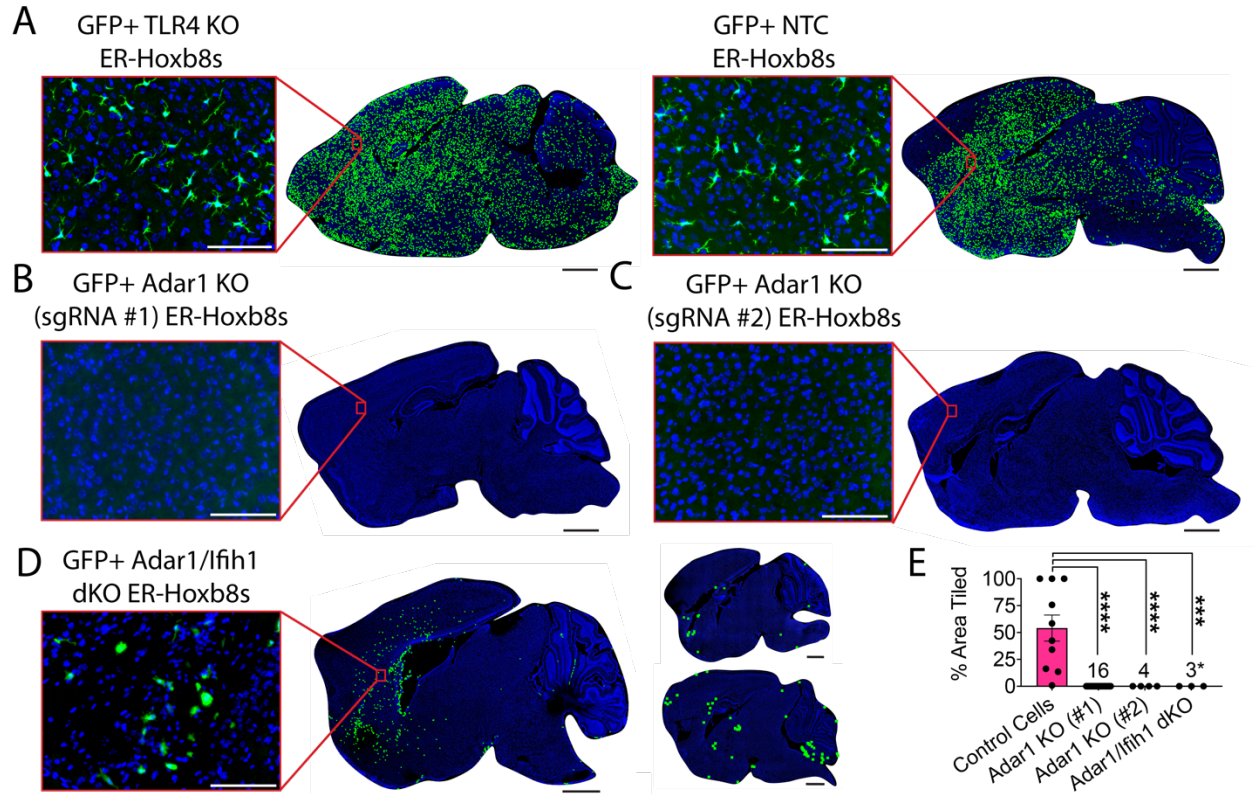 A
GFP+ TLR4 KO
ER-Hoxb8s
GFP+ NTC
ER-Hoxb8s
B
GFP+ Adar1 KO
(sgRNA #1) ER-Hoxb8s
C
GFP+ Adar1 KO
(sgRNA #2) ER-Hoxb8s
D
GFP+ Adar1/Ifih1
dKO ER-Hoxb8s
E
% Area Tiled
100
75
50
25
0
****
****
***
16
4
3*
Control Cells
Adar1 KO (#1)
Adar1 KO (#2)
Adar1/Ifih1 dKO